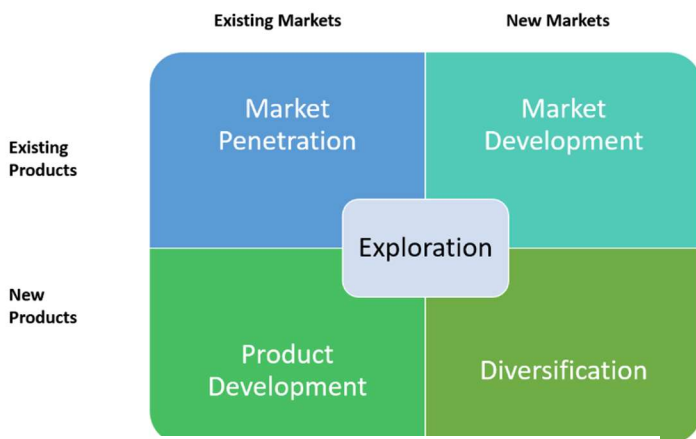 Existing Markets
New Markets
Existing
Products
Market
Penetration
Market
Development
Exploration
New
Products
Product
Development
Diversification